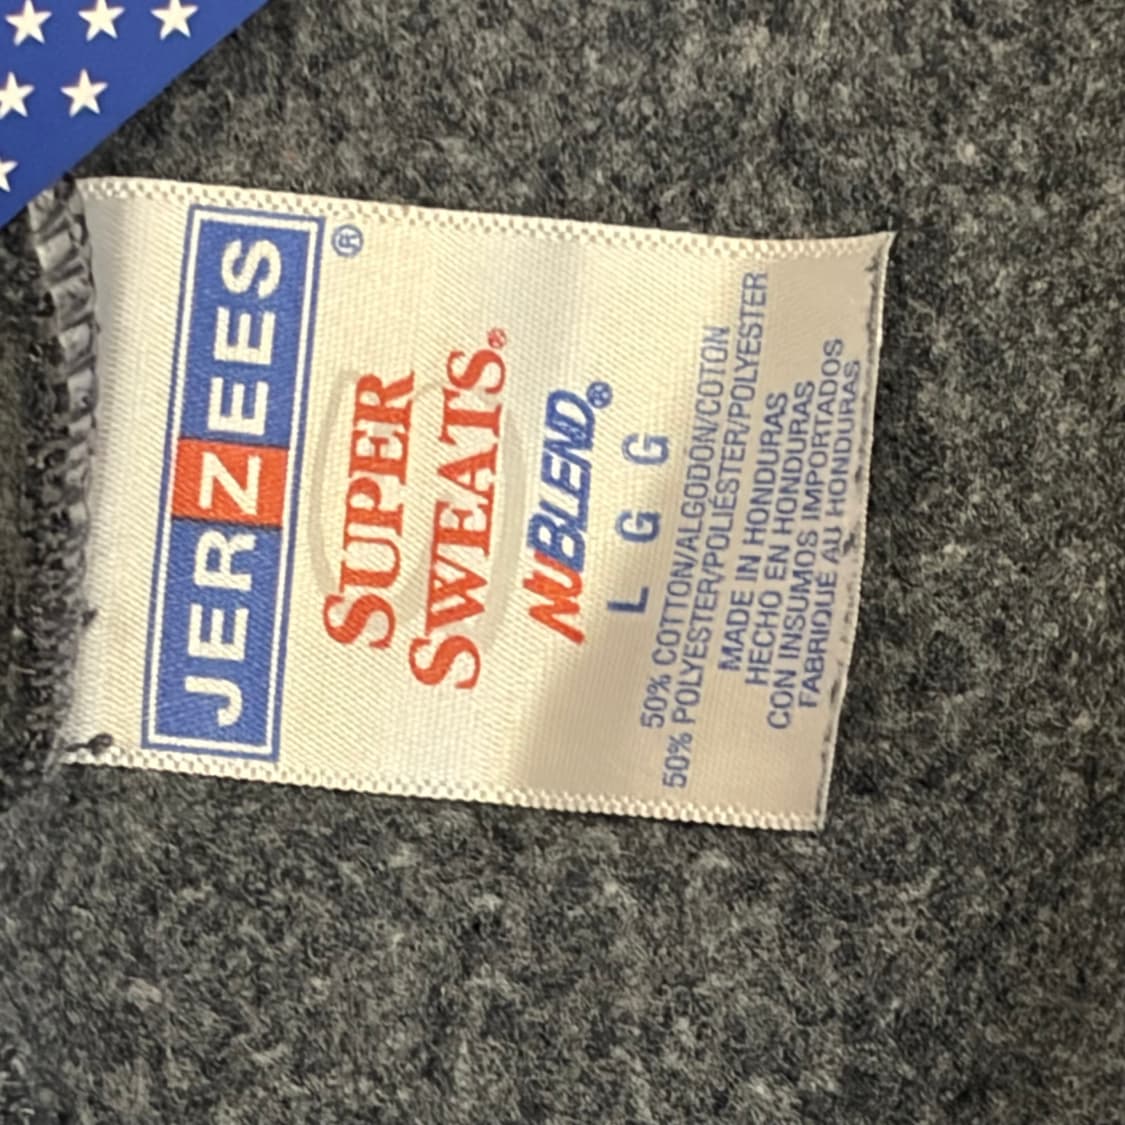 JERZEES®
SUPER
SWEATS®
NUBLEND®
L G G
50% COTTON/ALGODON/COTON
50% POLYESTER/POLIÉSTER/POLYESTER
MADE IN HONDURAS
HECHO EN HONDURAS
CON INSUMOS IMPORTADOS
FABRIQUÉ AU HONDURAS